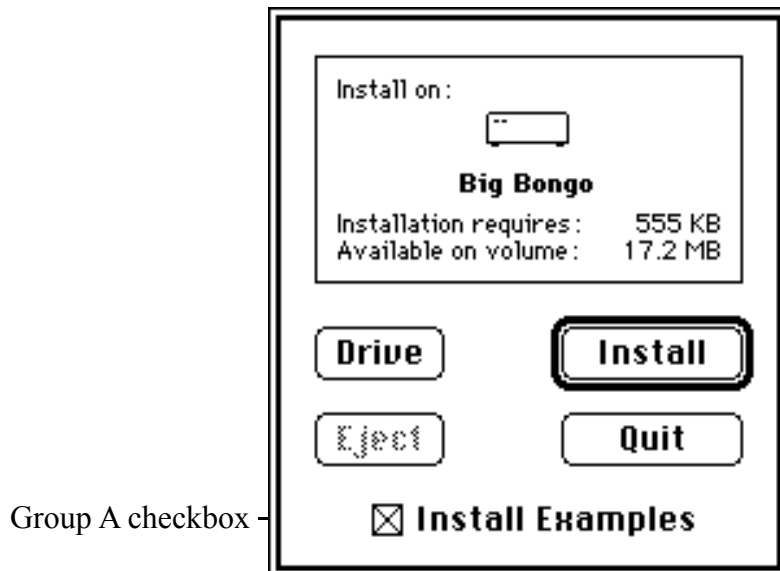 Install on:
Big Bongo
Installation requires: 555 KB
Available on volume: 17.2 MB
Drive Install
Eject Quit
Group A checkbox Install Examples